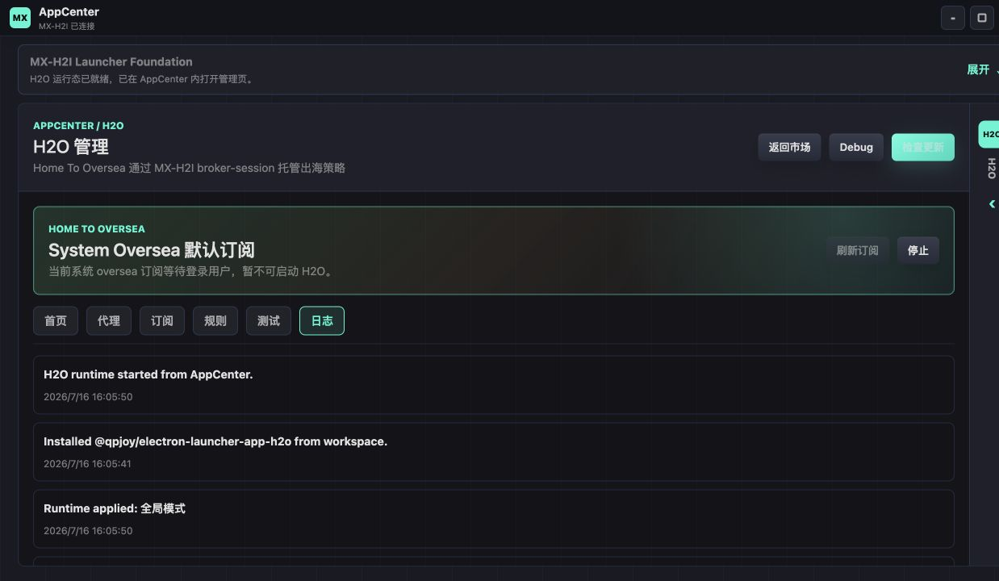 MX
AppCenter
MX-H2I 已连接
-
MX-H2I Launcher Foundation
H2O 运行态已就绪，已在 AppCenter 内打开管理页。
展开
APPCENTER / H2O
H2O 管理
Home To Oversea 通过 MX-H2I broker-session 托管出海策略
返回市场
Debug
检查更新
H2O
H2O
HOME TO OVERSEA
System Oversea 默认订阅
当前系统 oversea 订阅等待登录用户，暂不可启动 H2O。
刷新订阅
停止
首页
代理
订阅
规则
测试
日志
H2O runtime started from AppCenter.
2026/7/16 16:05:50
Installed @qpjoy/electron-launcher-app-h2o from workspace.
2026/7/16 16:05:41
Runtime applied: 全局模式
2026/7/16 16:05:50